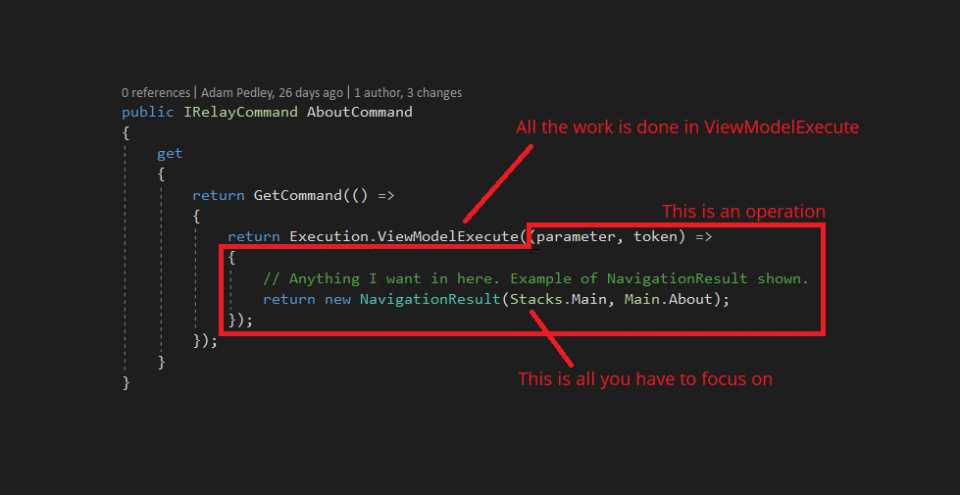 0 references | Adam Pedley, 26 days ago | 1 author, 3 changes
public IRelayCommand AboutCommand
{
All the work is done in ViewModelExecute
get
{
return GetCommand(() =>
{
This is an operation
return Execution.ViewModelExecute((parameter, token) =>
{
// Anything I want in here. Example of NavigationResult shown.
return new NavigationResult(Stacks.Main, Main.About);
});
});
}
This is all you have to focus on
}